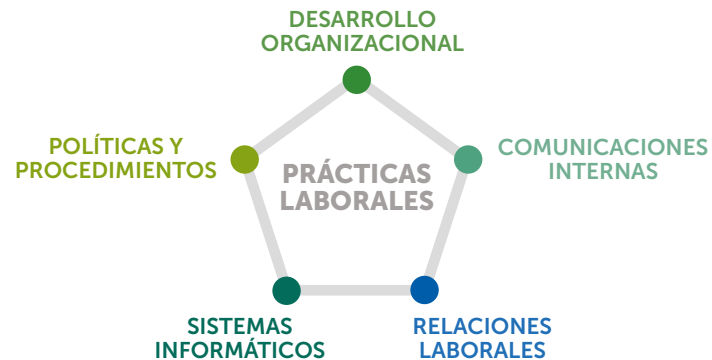 DESARROLLO
ORGANIZACIONAL
POLÍTICAS Y
PROCEDIMIENTOS
PRÁCTICAS
LABORALES
COMUNICACIONES
INTERNAS
SISTEMAS
INFORMÁTICOS
RELACIONES
LABORALES